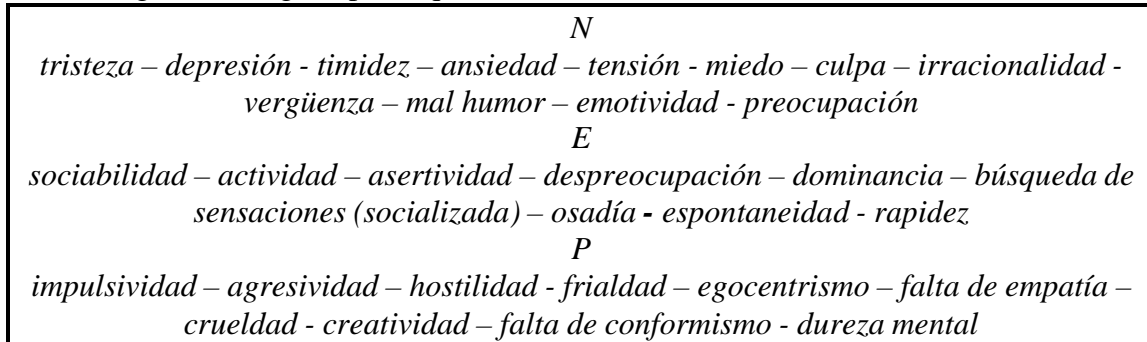 N
tristeza – depresión - timidez – ansiedad – tensión - miedo – culpa – irracionalidad -
vergüenza – mal humor – emotividad - preocupación
E
sociabilidad – actividad – asertividad – despreocupación – dominancia – búsqueda de
sensaciones (socializada) – osadía - espontaneidad - rapidez
P
impulsividad – agresividad – hostilidad - frialdad – egocentrismo – falta de empatía –
crueldad - creatividad – falta de conformismo - dureza mental